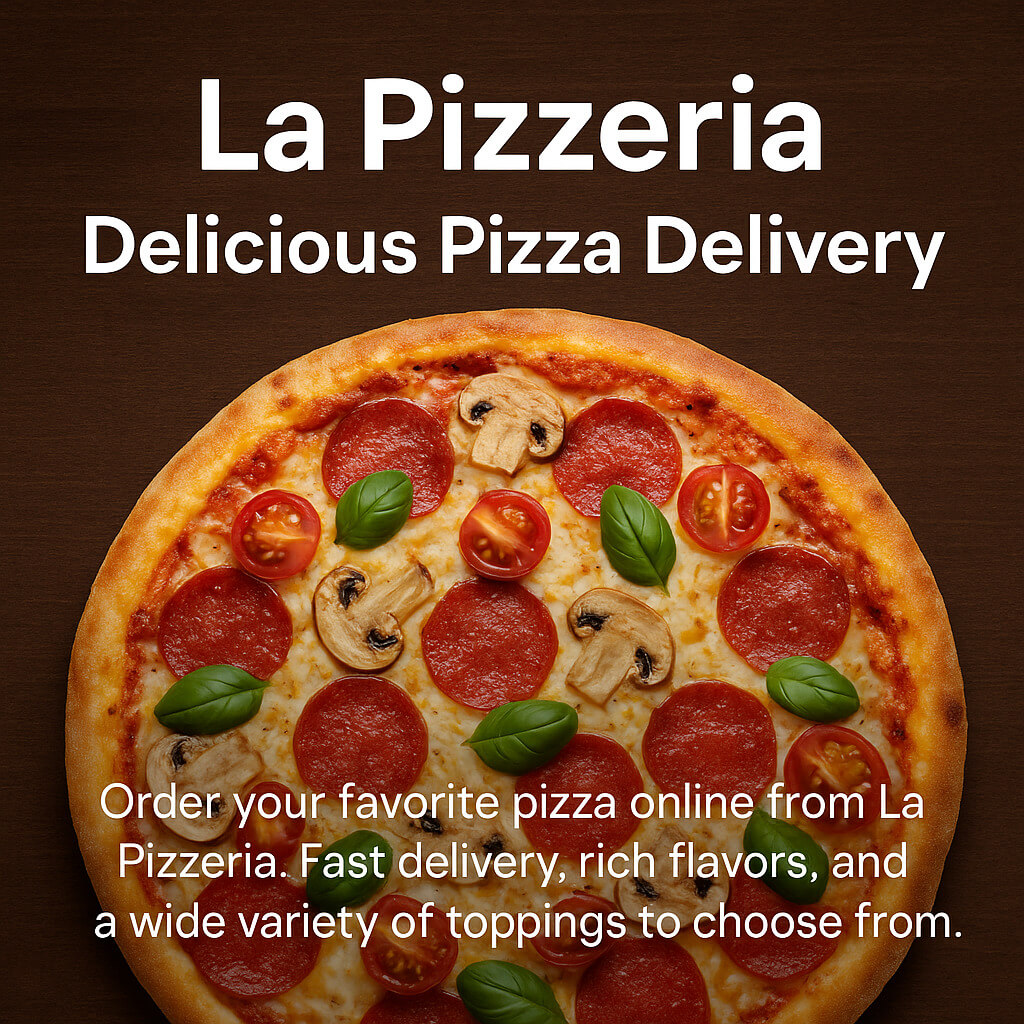 La Pizzeria
Delicious Pizza Delivery
Order your favorite pizza online from La
Pizzeria. Fast delivery, rich flavors, and
a wide variety of toppings to choose from.